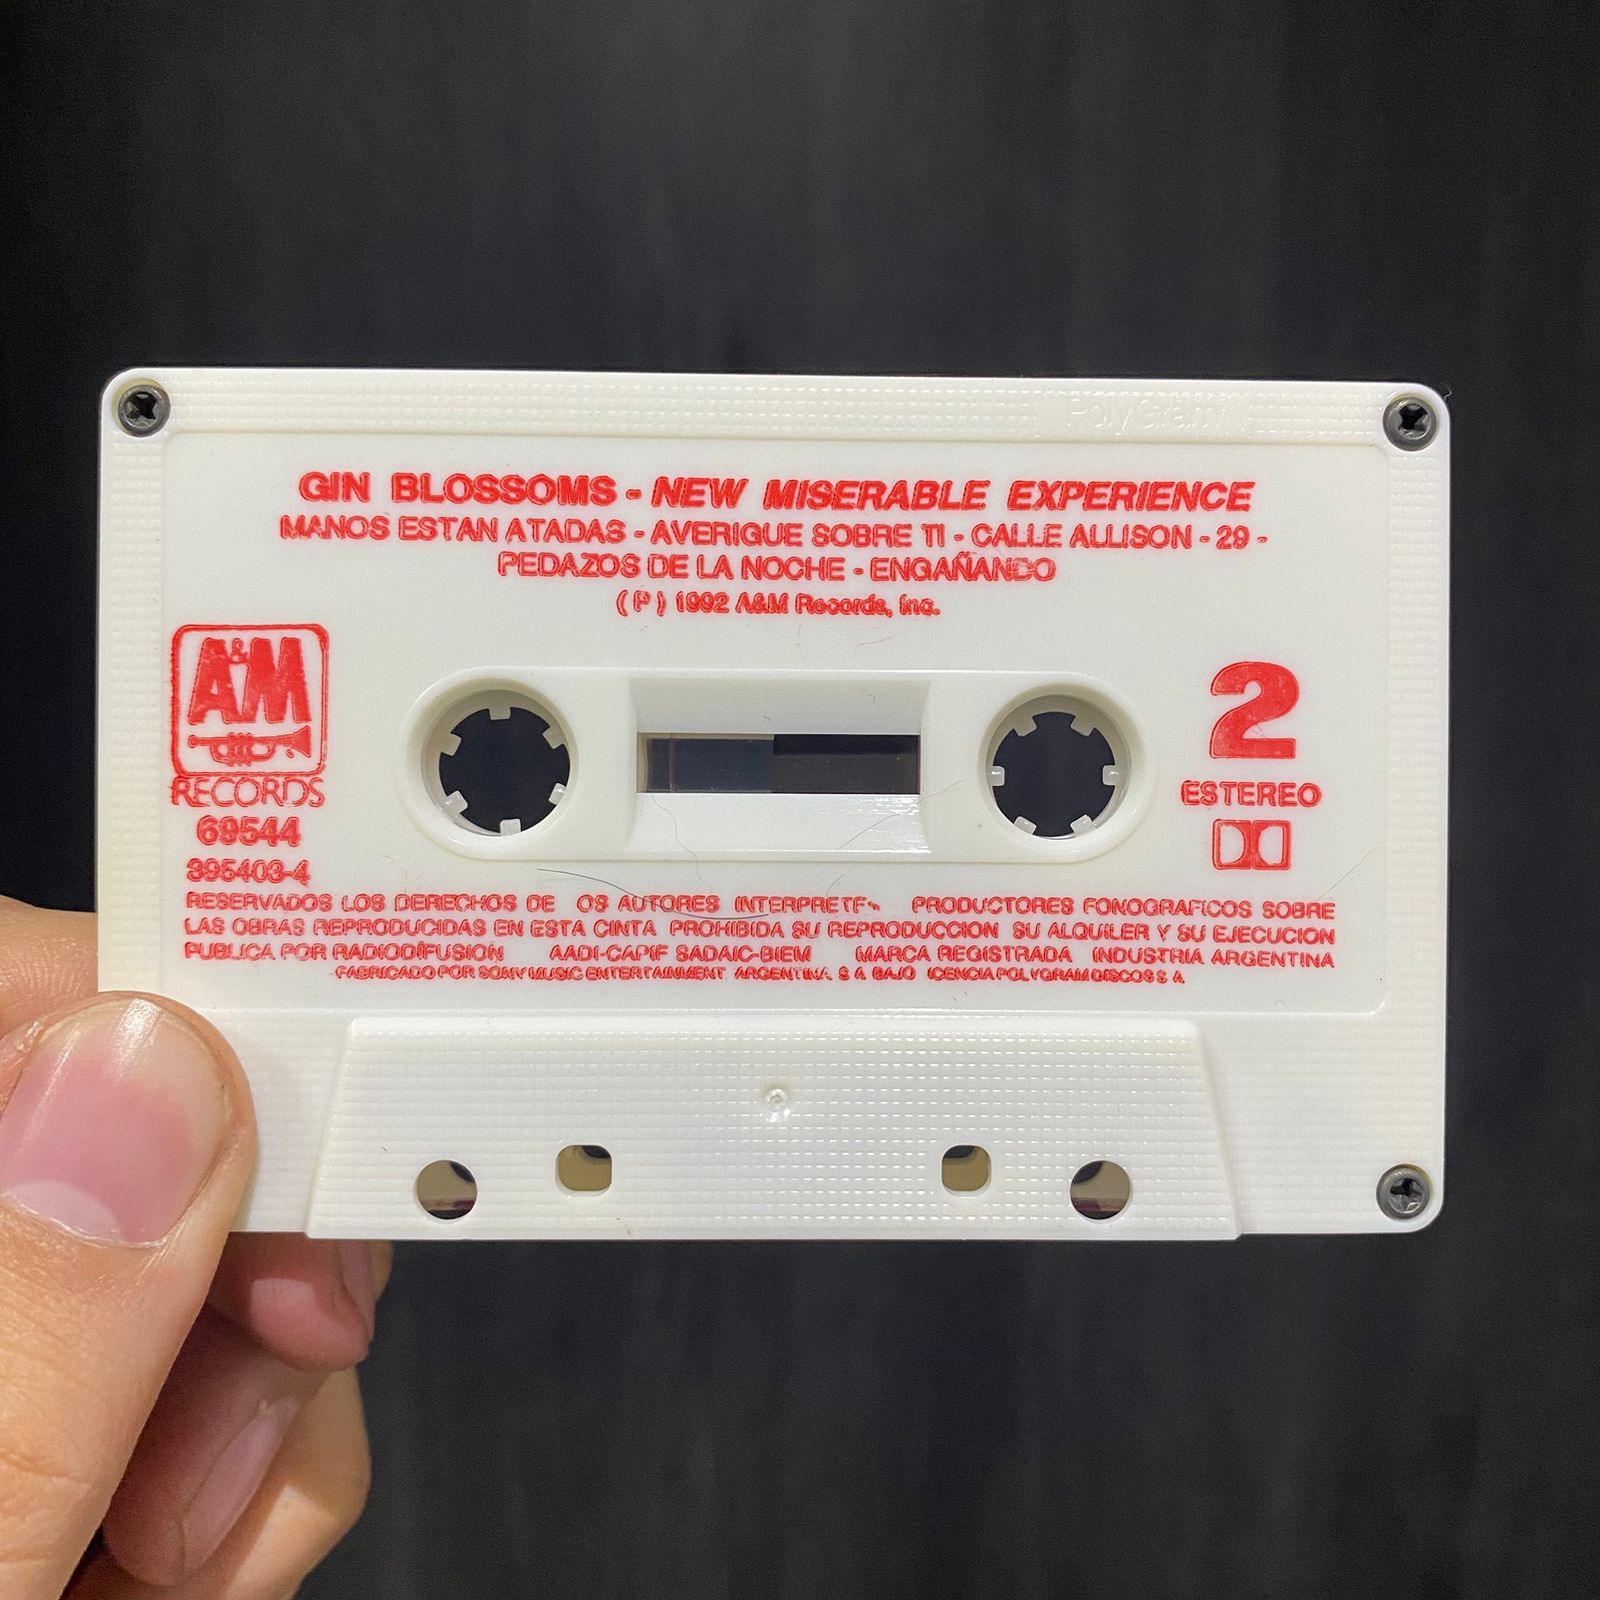 PolyGram
GIN BLOSSOMS - NEW MISERABLE EXPERIENCE
MANOS ESTAN ATADAS - AVERIGUE SOBRE TI - CALLE ALLISON - 29 -
PEDAZOS DE LA NOCHE - ENGAÑANDO
( P ) 1992 A&M Records, Inc.
A&M
RECORDS
69544
395403-4
2
ESTEREO
RESERVADOS LOS DERECHOS DE OS AUTORES INTERPRETE PRODUCTORES FONOGRAFICOS SOBRE
LAS OBRAS REPRODUCIDAS EN ESTA CINTA PROHIBIDA SU REPRODUCCION SU ALQUILER Y SU EJECUCION
PUBLICA POR RADIODIFUSION AADI-CAPIF SADAIC-BIEM MARCA REGISTRADA INDUSTRIA ARGENTINA
FABRICADO POR SONY MUSIC ENTERTAINMENT ARGENTINA S A BAJO ICENCIA POLYGRAM DISCOS S A